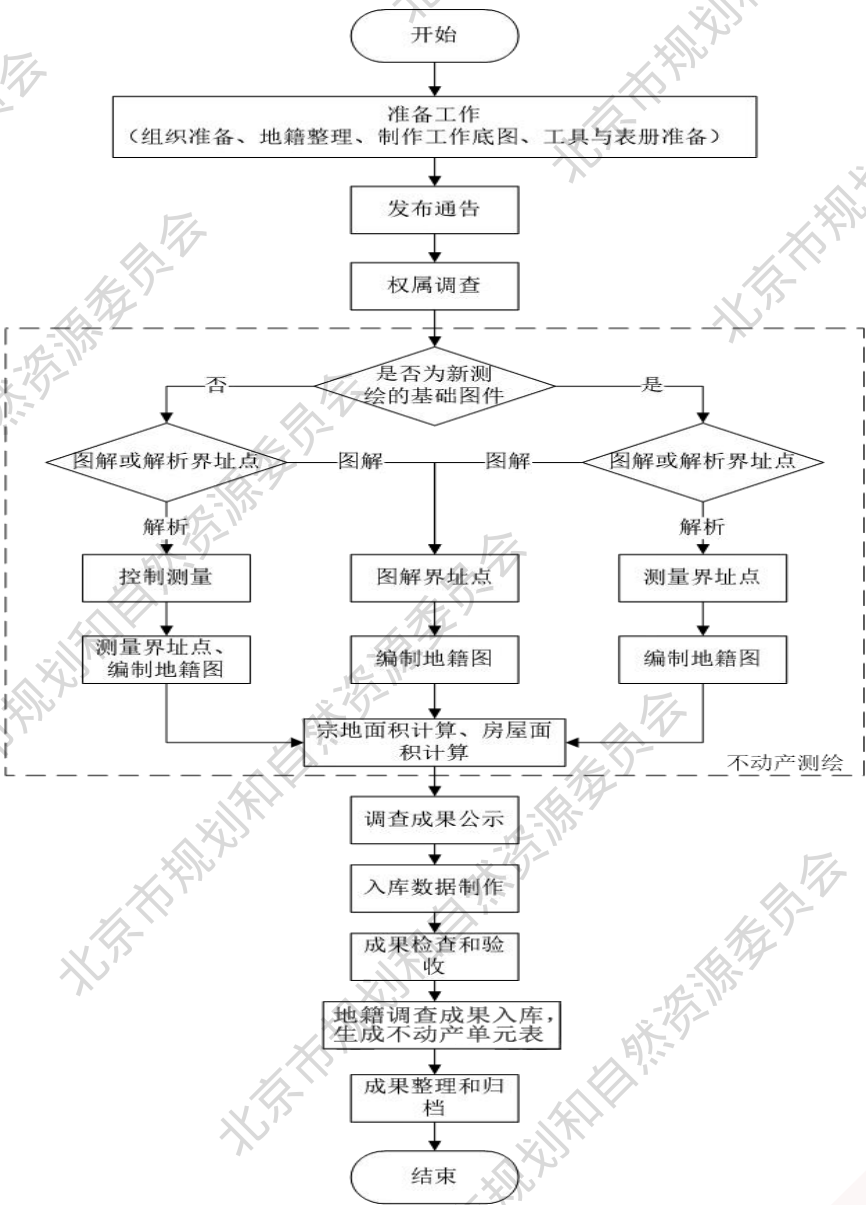 开始
准备工作
（组织准备、地籍整理、制作工作底图、工具与表册准备）
发布通告
权属调查
是否为新测
绘的基础图件
否
是
图解或解析界址点
图解
图解
图解或解析界址点
解析
解析
控制测量
图解界址点
测量界址点
测量界址点、
编制地籍图
编制地籍图
编制地籍图
宗地面积计算、房屋面
积计算
不动产测绘
调查成果公示
入库数据制作
成果检查和验
收
地籍调查成果入库，
生成不动产单元表
成果整理和归
档
结束
北京市规划和自然资源委员会